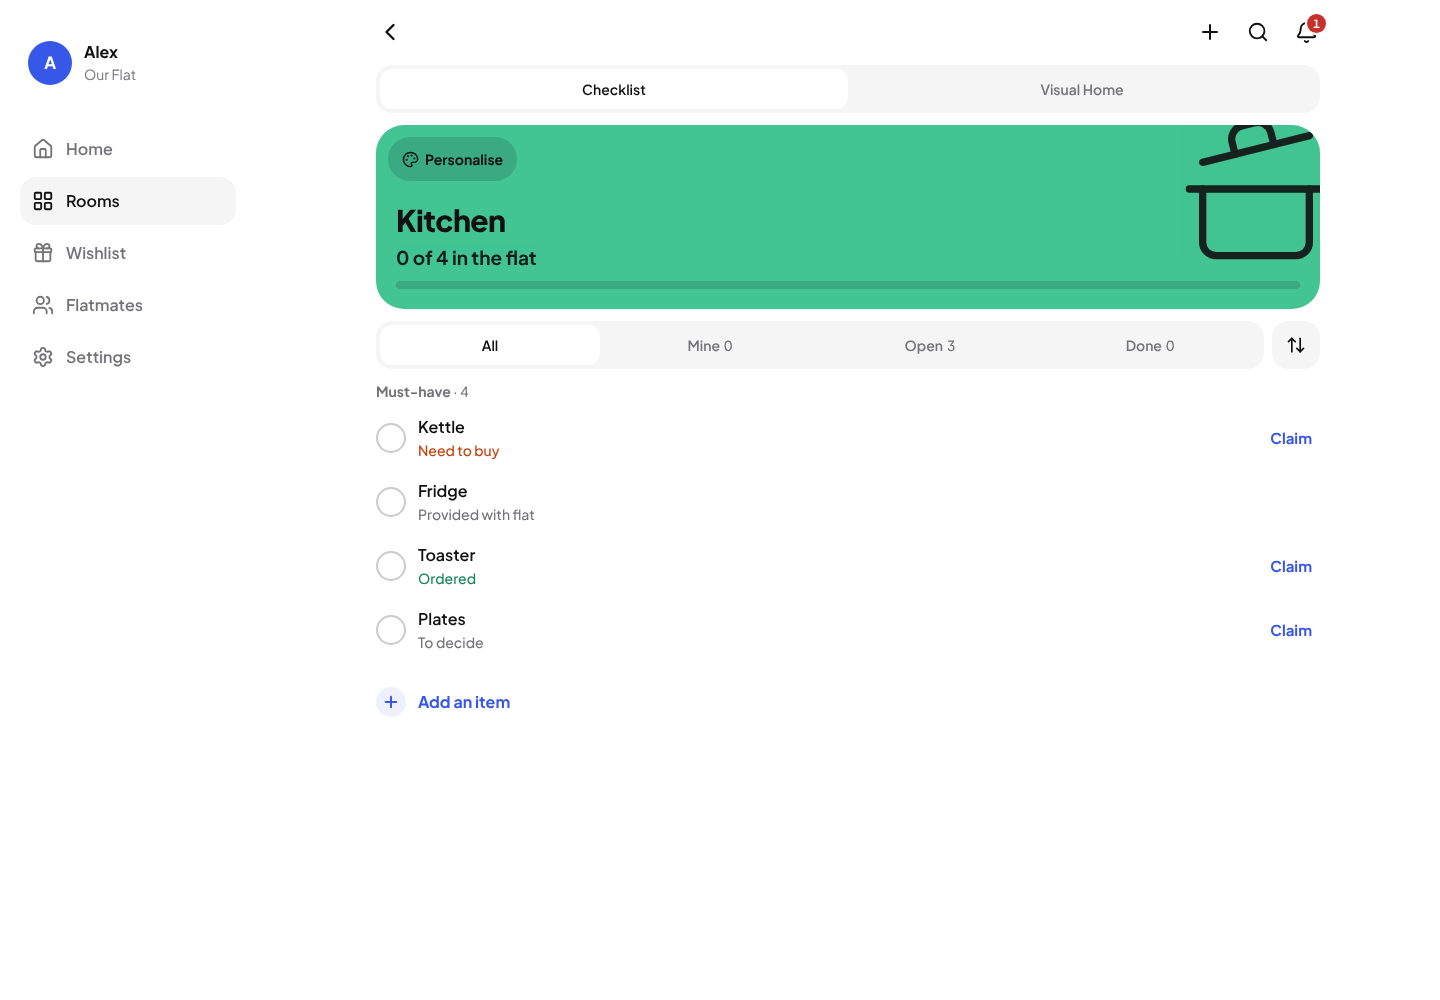 A
Alex
Our Flat
Home
Rooms
Wishlist
Flatmates
Settings
1
Checklist
Visual Home
Personalise
Kitchen
0 of 4 in the flat
All
Mine 0
Open 3
Done 0
Must-have · 4
Kettle
Need to buy
Claim
Fridge
Provided with flat
Toaster
Ordered
Claim
Plates
To decide
Claim
Add an item